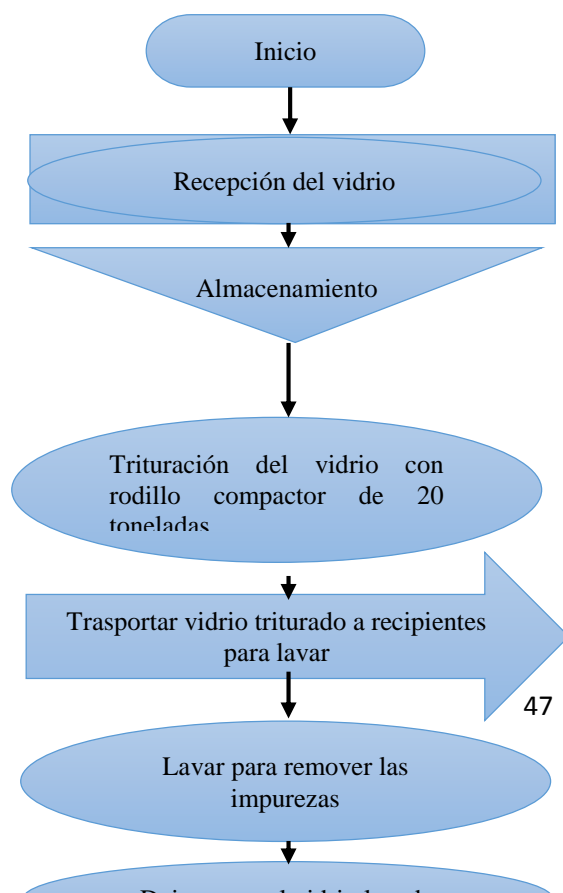 Inicio
Recepción del vidrio
Almacenamiento
Trituración del vidrio con
rodillo compactor de 20
toneladas
Trasportar vidrio triturado a recipientes
para lavar
47
Lavar para remover las
impurezas